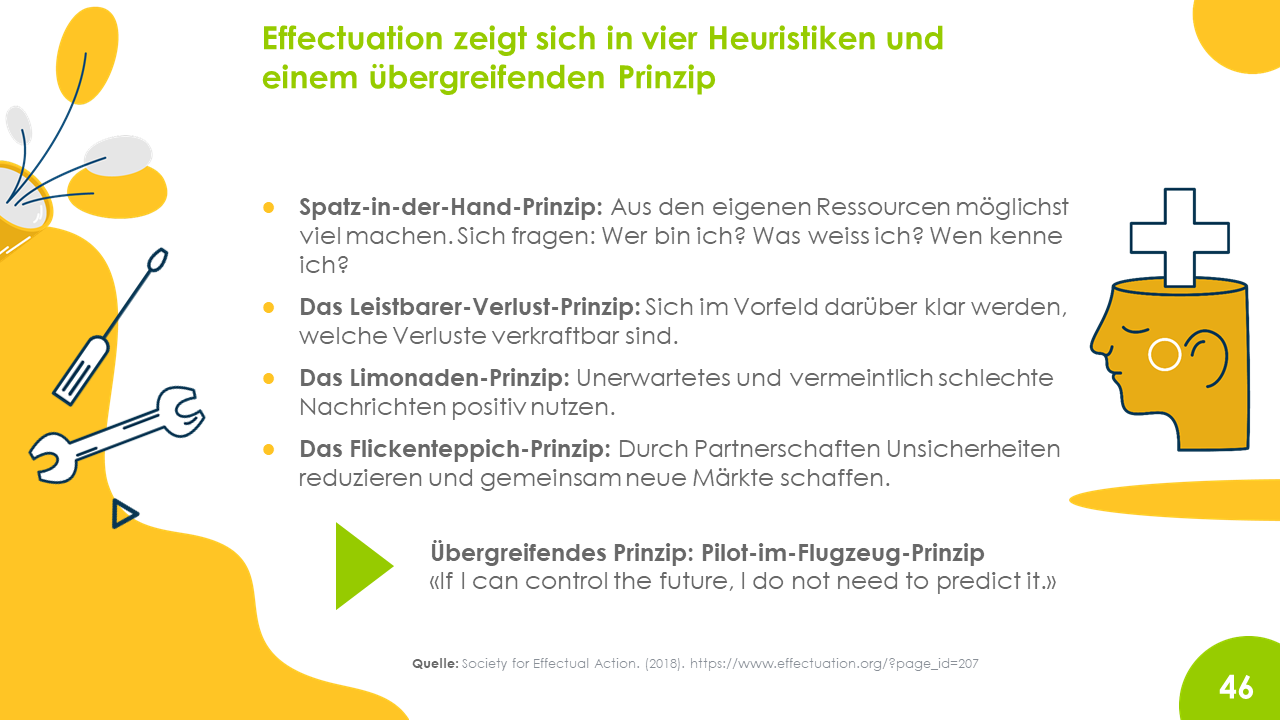 Effectuation zeigt sich in vier Heuristiken und
einem übergreifenden Prinzip
● Spatz-in-der-Hand-Prinzip: Aus den eigenen Ressourcen möglichst
viel machen. Sich fragen: Wer bin ich? Was weiss ich? Wen kenne
ich?
● Das Leistbarer-Verlust-Prinzip: Sich im Vorfeld darüber klar werden,
welche Verluste verkraftbar sind.
● Das Limonaden-Prinzip: Unerwartetes und vermeintlich schlechte
Nachrichten positiv nutzen.
● Das Flickenteppich-Prinzip: Durch Partnerschaften Unsicherheiten
reduzieren und gemeinsam neue Märkte schaffen.
Übergreifendes Prinzip: Pilot-im-Flugzeug-Prinzip
«If I can control the future, I do not need to predict it.»
Quelle: Society for Effectual Action. (2018). https://www.effectuation.org/?page_id=207
46